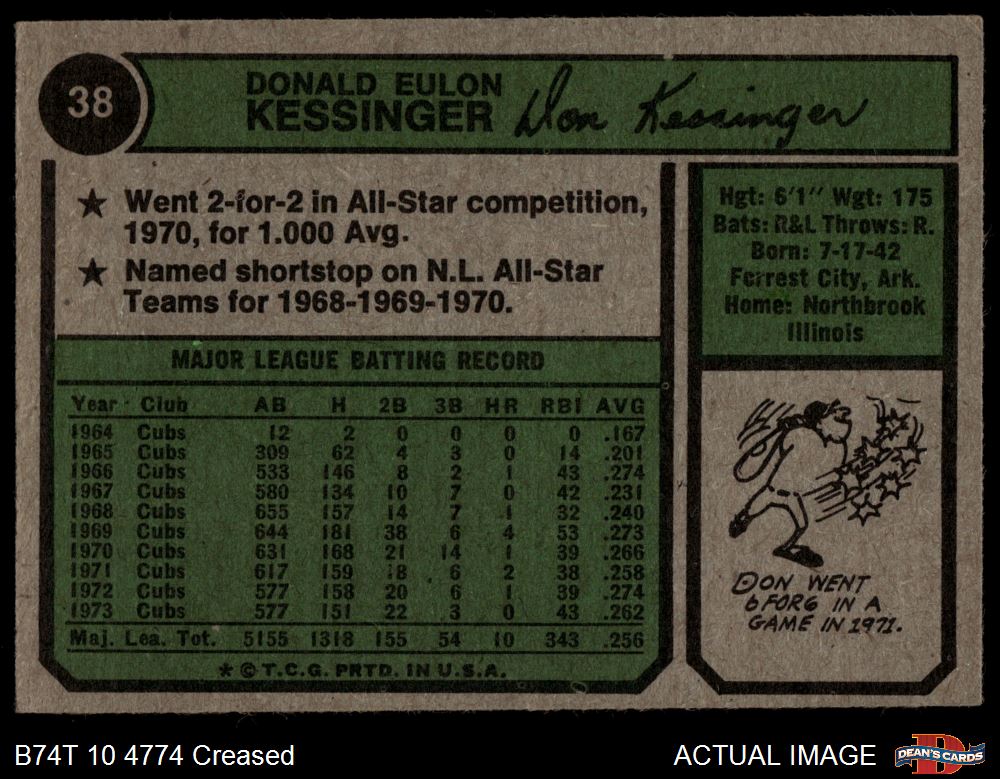 38
DONALD EULON
KESSINGER
Don Kessinger
★ Went 2-for-2 in All-Star competition,
1970, for 1.000 Avg.
★ Named shortstop on N.L. All-Star
Teams for 1968-1969-1970.
Hgt: 6'1" Wgt: 175
Bats: R&L Throws: R.
Born: 7-17-42
Forrest City, Ark.
Home: Northbrook
Illinois
MAJOR LEAGUE BATTING RECORD
Year Club AB H 2B 3B HR RBI AVG
1964 Cubs 12 2 0 0 0 0 .167
1965 Cubs 309 62 4 3 0 14 .201
1966 Cubs 533 146 8 2 1 43 .274
1967 Cubs 580 134 10 7 0 42 .231
1968 Cubs 655 157 14 7 1 32 .240
1969 Cubs 644 181 38 6 4 53 .273
1970 Cubs 631 168 21 14 1 39 .266
1971 Cubs 617 159 18 6 2 38 .258
1972 Cubs 577 158 20 6 1 39 .274
1973 Cubs 577 151 22 3 0 43 .262
Maj. Lea. Tot. 5155 1318 155 54 10 343 .256
* © T.C.G. PRTD. IN U.S.A.
DON WENT
6 FOR 6 IN A
GAME IN 1971.
B74T 10 4774 Creased
ACTUAL IMAGE
D
DEAN'S CARDS